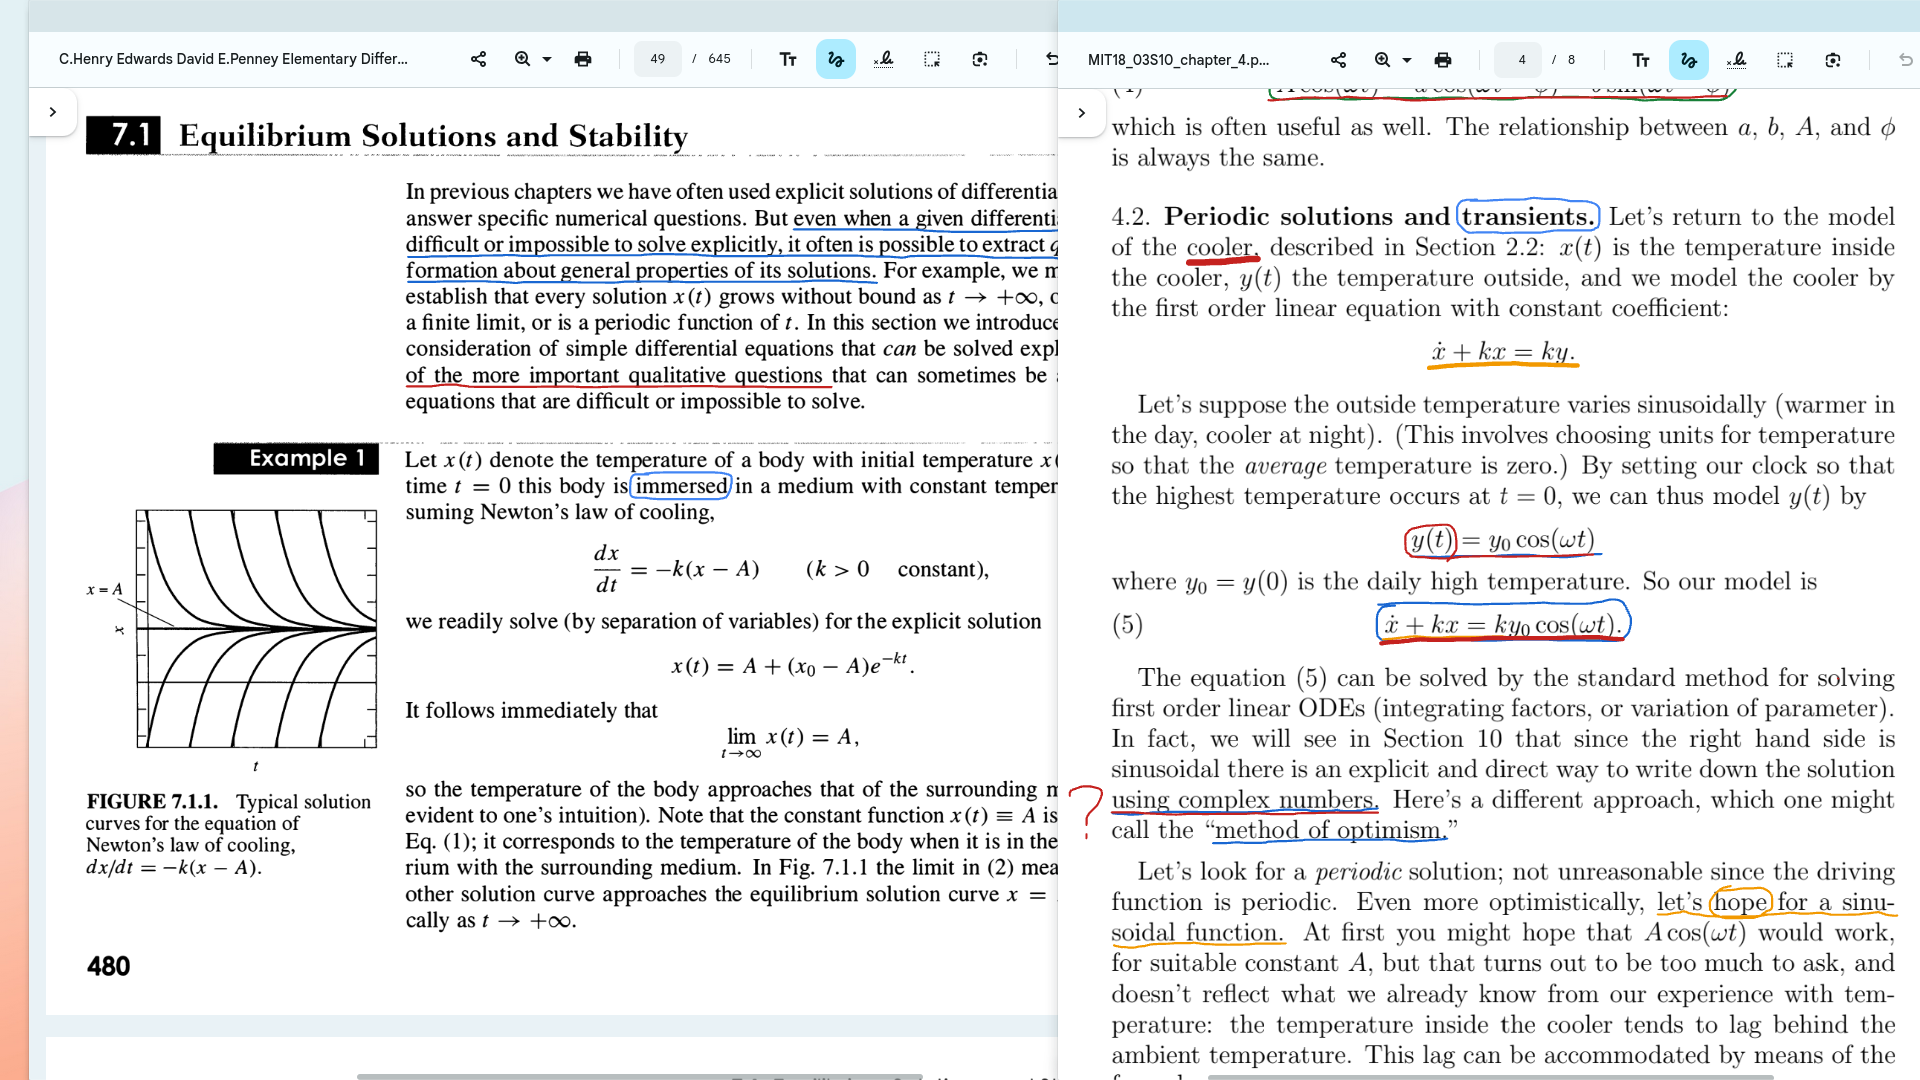 C.Henry Edwards David E.Penney Elementary Differ...
49 / 645
7.1 Equilibrium Solutions and Stability
In previous chapters we have often used explicit solutions of differentia
answer specific numerical questions. But even when a given differenti
difficult or impossible to solve explicitly, it often is possible to extract q
formation about general properties of its solutions. For example, we m
establish that every solution x(t) grows without bound as t → +∞, o
a finite limit, or is a periodic function of t. In this section we introduce
consideration of simple differential equations that can be solved expl
of the more important qualitative questions that can sometimes be a
equations that are difficult or impossible to solve.
Example 1
Let x(t) denote the temperature of a body with initial temperature x(
time t = 0 this body is immersed in a medium with constant temper
suming Newton's law of cooling,
dx/dt = −k(x − A) (k > 0 constant),
we readily solve (by separation of variables) for the explicit solution
x(t) = A + (x₀ − A)e^{−kt}.
It follows immediately that
lim_{t→∞} x(t) = A,
so the temperature of the body approaches that of the surrounding m
evident to one's intuition). Note that the constant function x(t) ≡ A is
Eq. (1); it corresponds to the temperature of the body when it is in the
rium with the surrounding medium. In Fig. 7.1.1 the limit in (2) mea
other solution curve approaches the equilibrium solution curve x =
cally as t → +∞.
x = A
x
t
FIGURE 7.1.1. Typical solution
curves for the equation of
Newton's law of cooling,
dx/dt = −k(x − A).
480
MIT18_03S10_chapter_4.p...
4 / 8
which is often useful as well. The relationship between a, b, A, and ϕ
is always the same.
4.2. Periodic solutions and transients. Let's return to the model
of the cooler, described in Section 2.2: x(t) is the temperature inside
the cooler, y(t) the temperature outside, and we model the cooler by
the first order linear equation with constant coefficient:
ẋ + kx = ky.
Let's suppose the outside temperature varies sinusoidally (warmer in
the day, cooler at night). (This involves choosing units for temperature
so that the average temperature is zero.) By setting our clock so that
the highest temperature occurs at t = 0, we can thus model y(t) by
y(t) = y₀ cos(ωt)
where y₀ = y(0) is the daily high temperature. So our model is
(5) ẋ + kx = ky₀ cos(ωt).
The equation (5) can be solved by the standard method for solving
first order linear ODEs (integrating factors, or variation of parameter).
In fact, we will see in Section 10 that since the right hand side is
sinusoidal there is an explicit and direct way to write down the solution
? using complex numbers. Here's a different approach, which one might
call the "method of optimism."
Let's look for a periodic solution; not unreasonable since the driving
function is periodic. Even more optimistically, let's hope for a sinu-
soidal function. At first you might hope that A cos(ωt) would work,
for suitable constant A, but that turns out to be too much to ask, and
doesn't reflect what we already know from our experience with tem-
perature: the temperature inside the cooler tends to lag behind the
ambient temperature. This lag can be accommodated by means of the